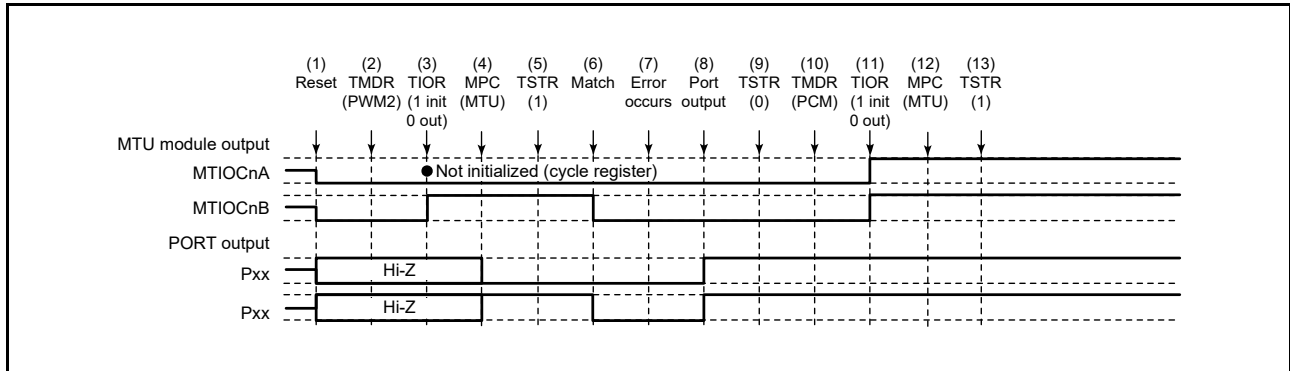 (1) (2) (3) (4) (5) (6) (7) (8) (9) (10) (11) (12) (13)
Reset TMDR TIOR MPC TSTR Match Error Port TSTR TMDR TIOR MPC TSTR
(PWM2) (1 init (MTU) (1) occurs output (0) (PCM) (1 init (MTU) (1)
0 out) 0 out)
MTU module output
MTIOCnA Not initialized (cycle register)
MTIOCnB
PORT output
Pxx Hi-Z
Pxx Hi-Z